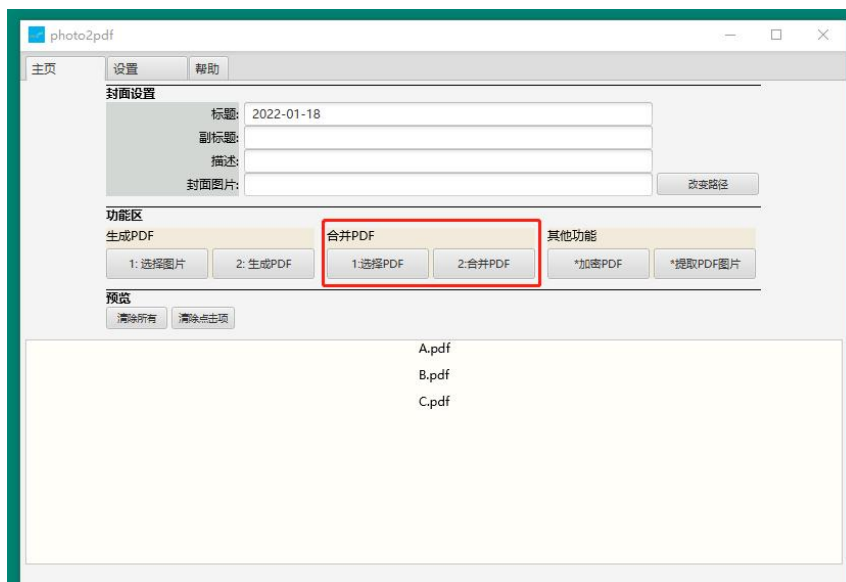 photo2pdf
主页 设置 帮助
封面设置
标题: 2022-01-18
副标题:
描述:
封面图片: 改变路径
功能区
生成PDF 合并PDF 其他功能
1: 选择图片 2: 生成PDF 1:选择PDF 2:合并PDF *加密PDF *提取PDF图片
预览
清除所有 清除点击项
A.pdf
B.pdf
C.pdf